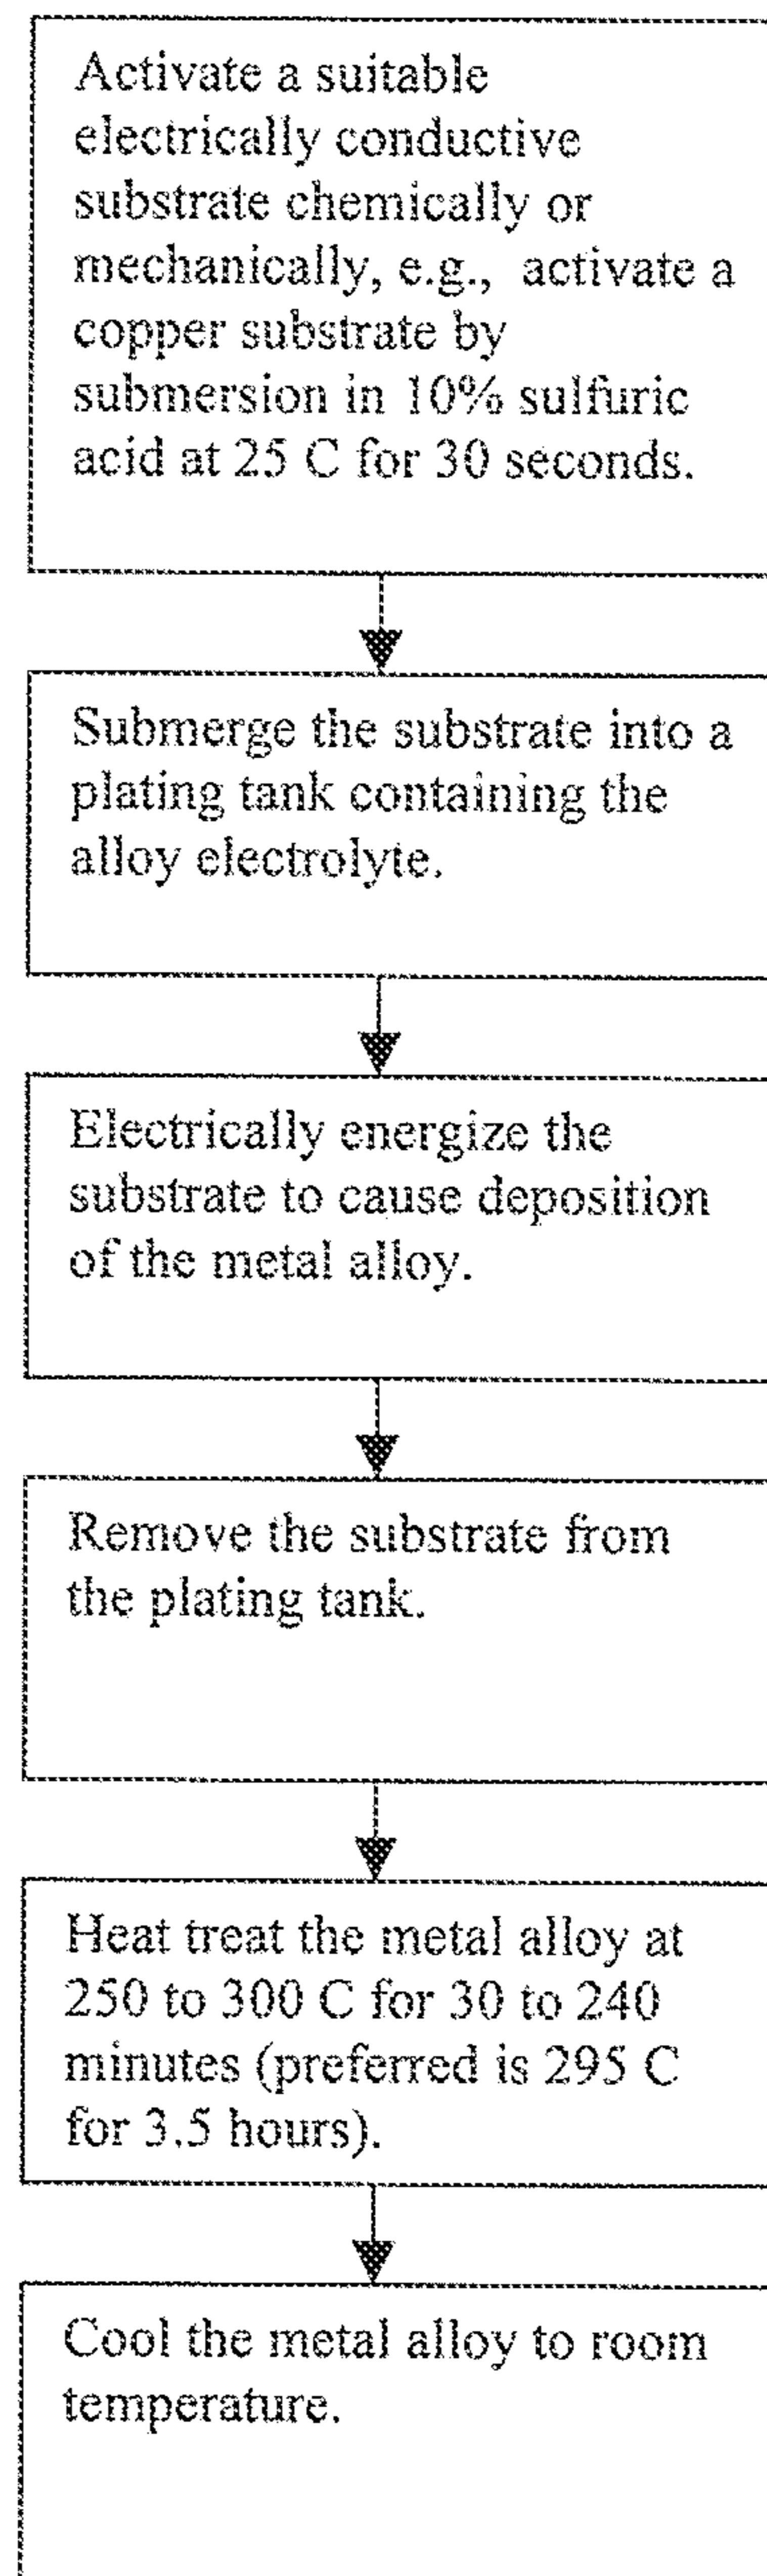 Activate a suitable
electrically conductive
substrate chemically or
mechanically, e.g., activate a
copper substrate by
submersion in 10% sulfuric
acid at 25 C for 30 seconds.
Submerge the substrate into a
plating tank containing the
alloy electrolyte.
Electrically energize the
substrate to cause deposition
of the metal alloy.
Remove the substrate from
the plating tank.
Heat treat the metal alloy at
250 to 300 C for 30 to 240
minutes (preferred is 295 C
for 3.5 hours).
Cool the metal alloy to room
temperature.